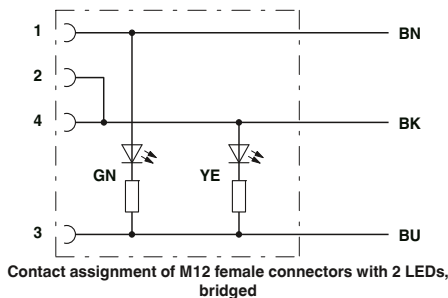 1 BN
2
4 BK
GN YE
3 BU
Contact assignment of M12 female connectors with 2 LEDs,
bridged